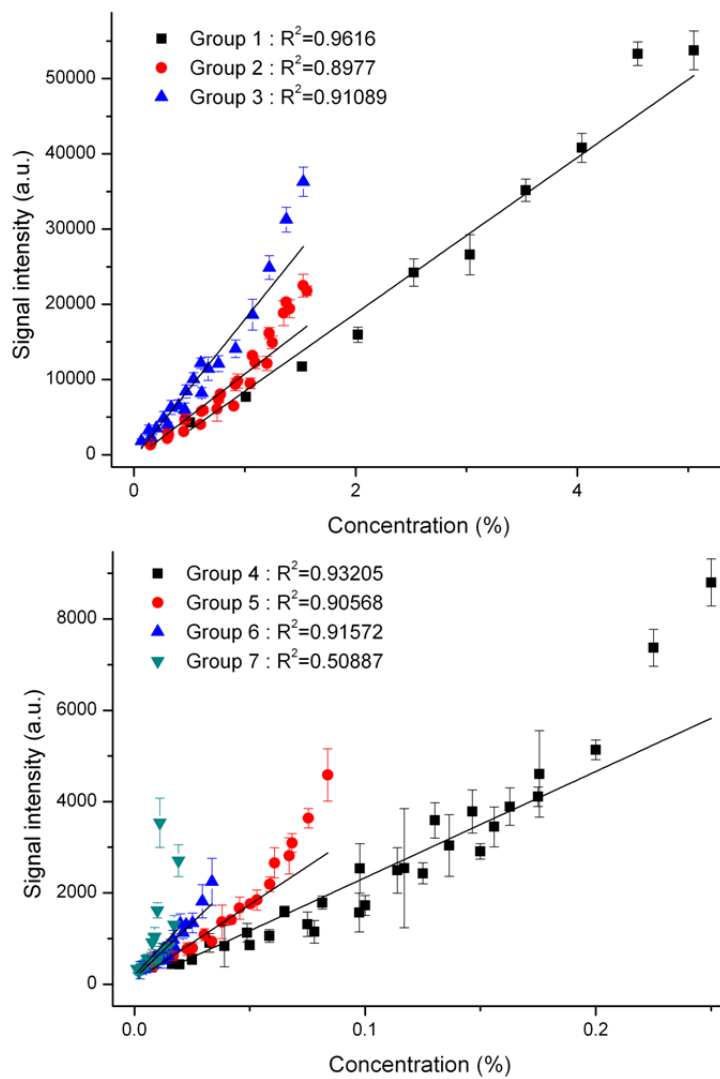 Group 1 : R²=0.9616
Group 2 : R²=0.8977
Group 3 : R²=0.91089
50000
40000
30000
20000
10000
0
Signal intensity (a.u.)
0 2 4
Concentration (%)
Group 4 : R²=0.93205
Group 5 : R²=0.90568
Group 6 : R²=0.91572
Group 7 : R²=0.50887
8000
6000
4000
2000
0
Signal intensity (a.u.)
0.0 0.1 0.2
Concentration (%)